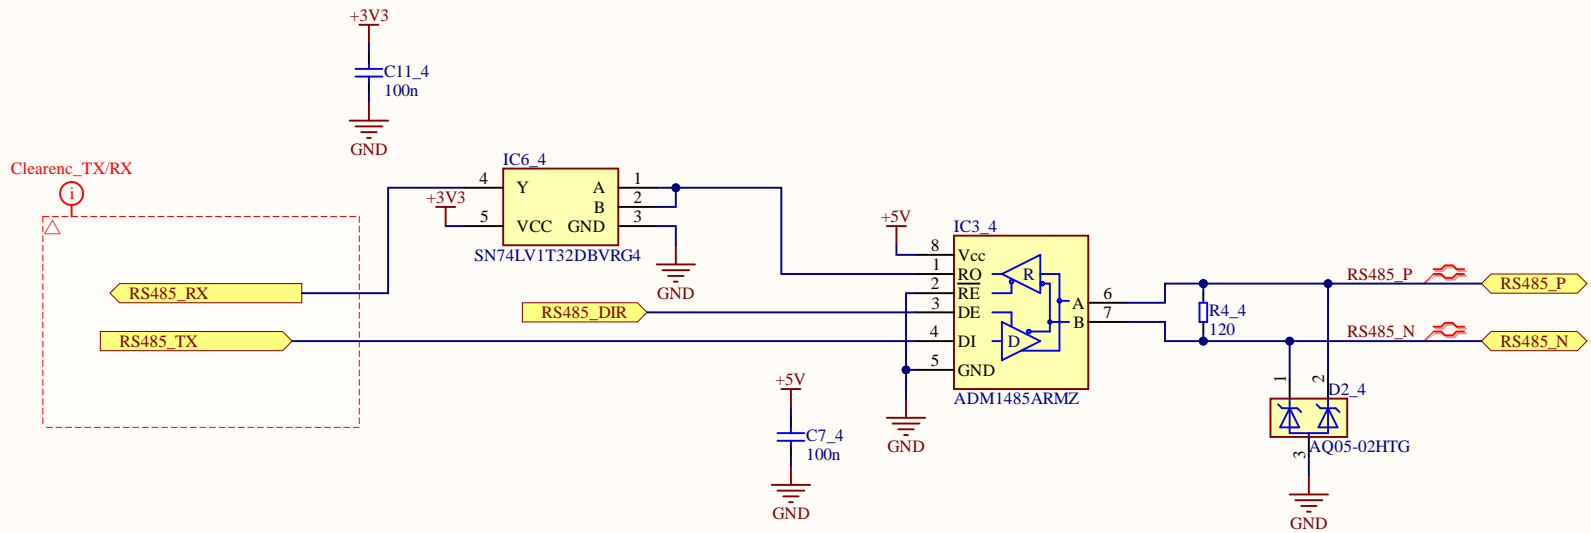 +3V3
C11_4
100n
GND
Clearenc_TX/RX
i
IC6_4
4
Y
A
1
B
2
+3V3
5
VCC
GND
3
SN74LV1T32DBVRG4
GND
RS485_RX
RS485_TX
RS485_DIR
+5V
IC3_4
8
Vcc
1
RO
R
2
RE
3
DE
4
DI
D
5
GND
A
6
B
7
ADM1485ARMZ
GND
+5V
C7_4
100n
GND
RS485_P
RS485_P
R4_4
120
RS485_N
RS485_N
1
2
D2_4
3
AQ05-02HTG
GND